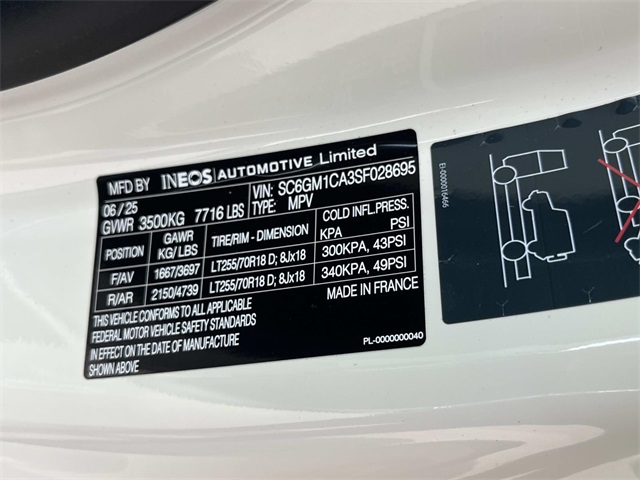 MFD BY INEOS AUTOMOTIVE Limited
06 / 25 VIN: SC6GM1CA3SF028695
GVWR 3500KG 7716 LBS TYPE: MPV
POSITION GAWR KG/ LBS TIRE/RIM - DIMENSION COLD INFL.PRESS. KPA PSI
F/AV 1667/3697 LT255/70R18 D; 8Jx18 300KPA, 43PSI
R/AR 2150/4739 LT255/70R18 D; 8Jx18 340KPA, 49PSI
THIS VEHICLE CONFORMS TO ALL APPLICABLE MADE IN FRANCE
FEDERAL MOTOR VEHICLE SAFETY STANDARDS
IN EFFECT ON THE DATE OF MANUFACTURE
SHOWN ABOVE PL-0000000040
EI-0000016466